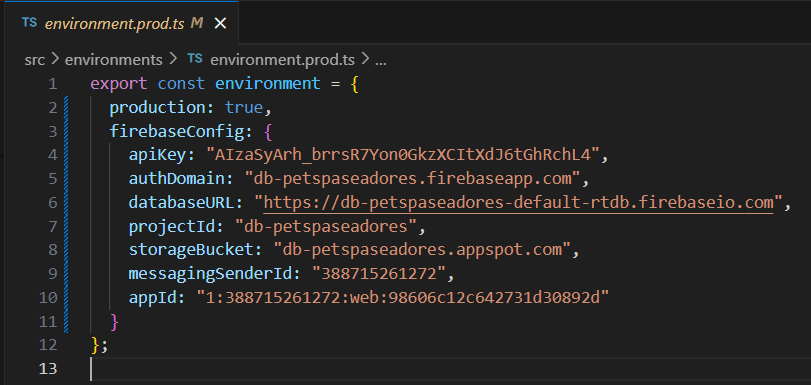 TS environment.prod.ts M ×
src > environments > TS environment.prod.ts > ...
1 export const environment = {
2 production: true,
3 firebaseConfig: {
4 apiKey: "AIzaSyArh_brrsR7Yon0GkzXCItXdJ6tGhRchL4",
5 authDomain: "db-petspaseadores.firebaseapp.com",
6 databaseURL: "https://db-petspaseadores-default-rtdb.firebaseio.com",
7 projectId: "db-petspaseadores",
8 storageBucket: "db-petspaseadores.appspot.com",
9 messagingSenderId: "388715261272",
10 appId: "1:388715261272:web:98606c12c642731d30892d"
11 }
12 };
13